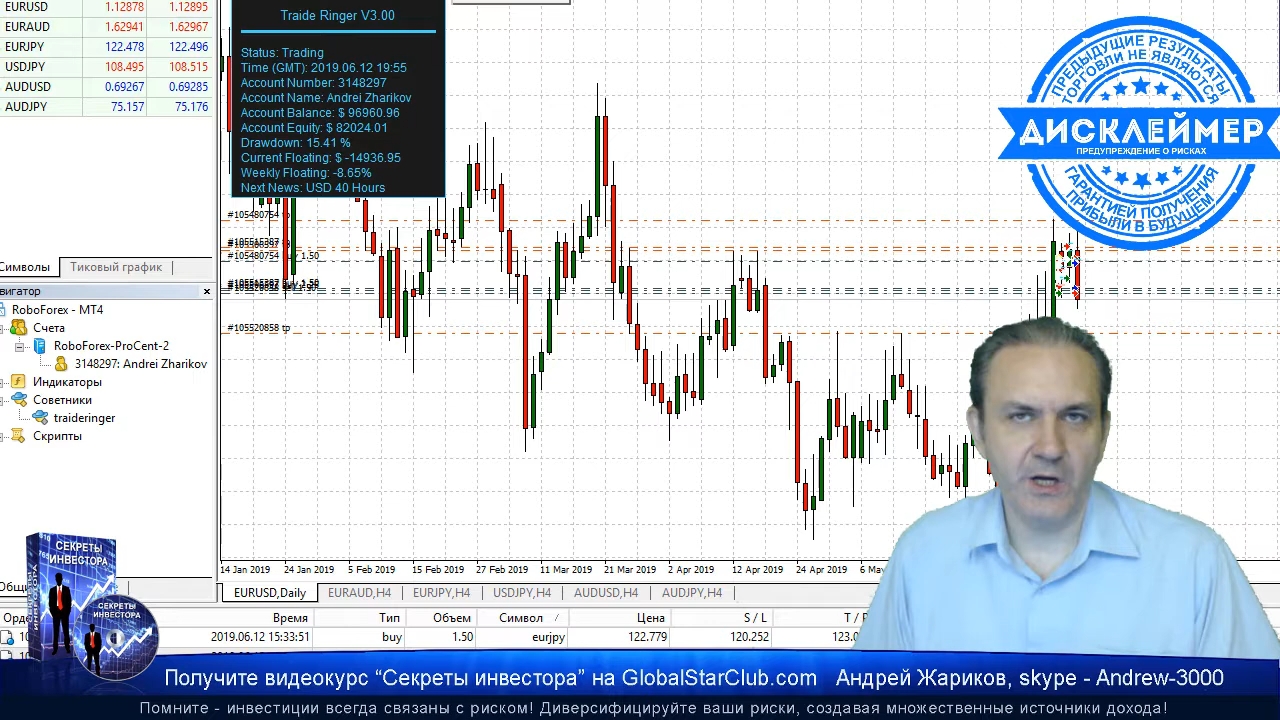 EURUSD 1.12878 1.12895
EURAUD 1.62941 1.62967
EURJPY 122.478 122.496
USDJPY 108.495 108.515
AUDUSD 0.69267 0.69285
AUDJPY 75.157 75.176
Traide Ringer V3.00
Status: Trading
Time (GMT): 2019.06.12 19:55
Account Number: 3148297
Account Name: Andrei Zharikov
Account Balance: $ 96960.96
Account Equity: $ 82024.01
Drawdown: 15.41 %
Current Floating: $ -14936.95
Weekly Floating: -8.65%
Next News: USD 40 Hours
ПРЕДЫДУЩИЕ РЕЗУЛЬТАТЫ
ТОРГОВЛИ НЕ ЯВЛЯЮТСЯ
ДИСКЛЕЙМЕР
ПРЕДУПРЕЖДЕНИЕ О РИСКАХ
ГАРАНТИЕЙ ПОЛУЧЕНИЯ
ПРИБЫЛИ В БУДУЩЕМ
#105480754 tp
#105480754 buy 1.50
#105520858 tp
Символы Тиковый график
вигатор
RoboForex - MT4
Счета
RoboForex-ProCent-2
3148297: Andrei Zharikov
Индикаторы
Советники
traideringer
Скрипты
14 Jan 2019 24 Jan 2019 5 Feb 2019 15 Feb 2019 27 Feb 2019 11 Mar 2019 21 Mar 2019 2 Apr 2019 12 Apr 2019 24 Apr 2019 6 May
EURUSD,Daily EURAUD,H4 EURJPY,H4 USDJPY,H4 AUDUSD,H4 AUDJPY,H4
Время Тип Объем Символ Цена S / L T / P
2019.06.12 15:33:51 buy 1.50 eurjpy 122.779 120.252 123.0
СЕКРЕТЫ
ИНВЕСТОРА
СЕКРЕТЫ
ИНВЕСТОРА
Получите видеокурс “Секреты инвестора” на GlobalStarClub.com Андрей Жариков, skype - Andrew-3000
Помните - инвестиции всегда связаны с риском! Диверсифицируйте ваши риски, создавая множественные источники дохода!